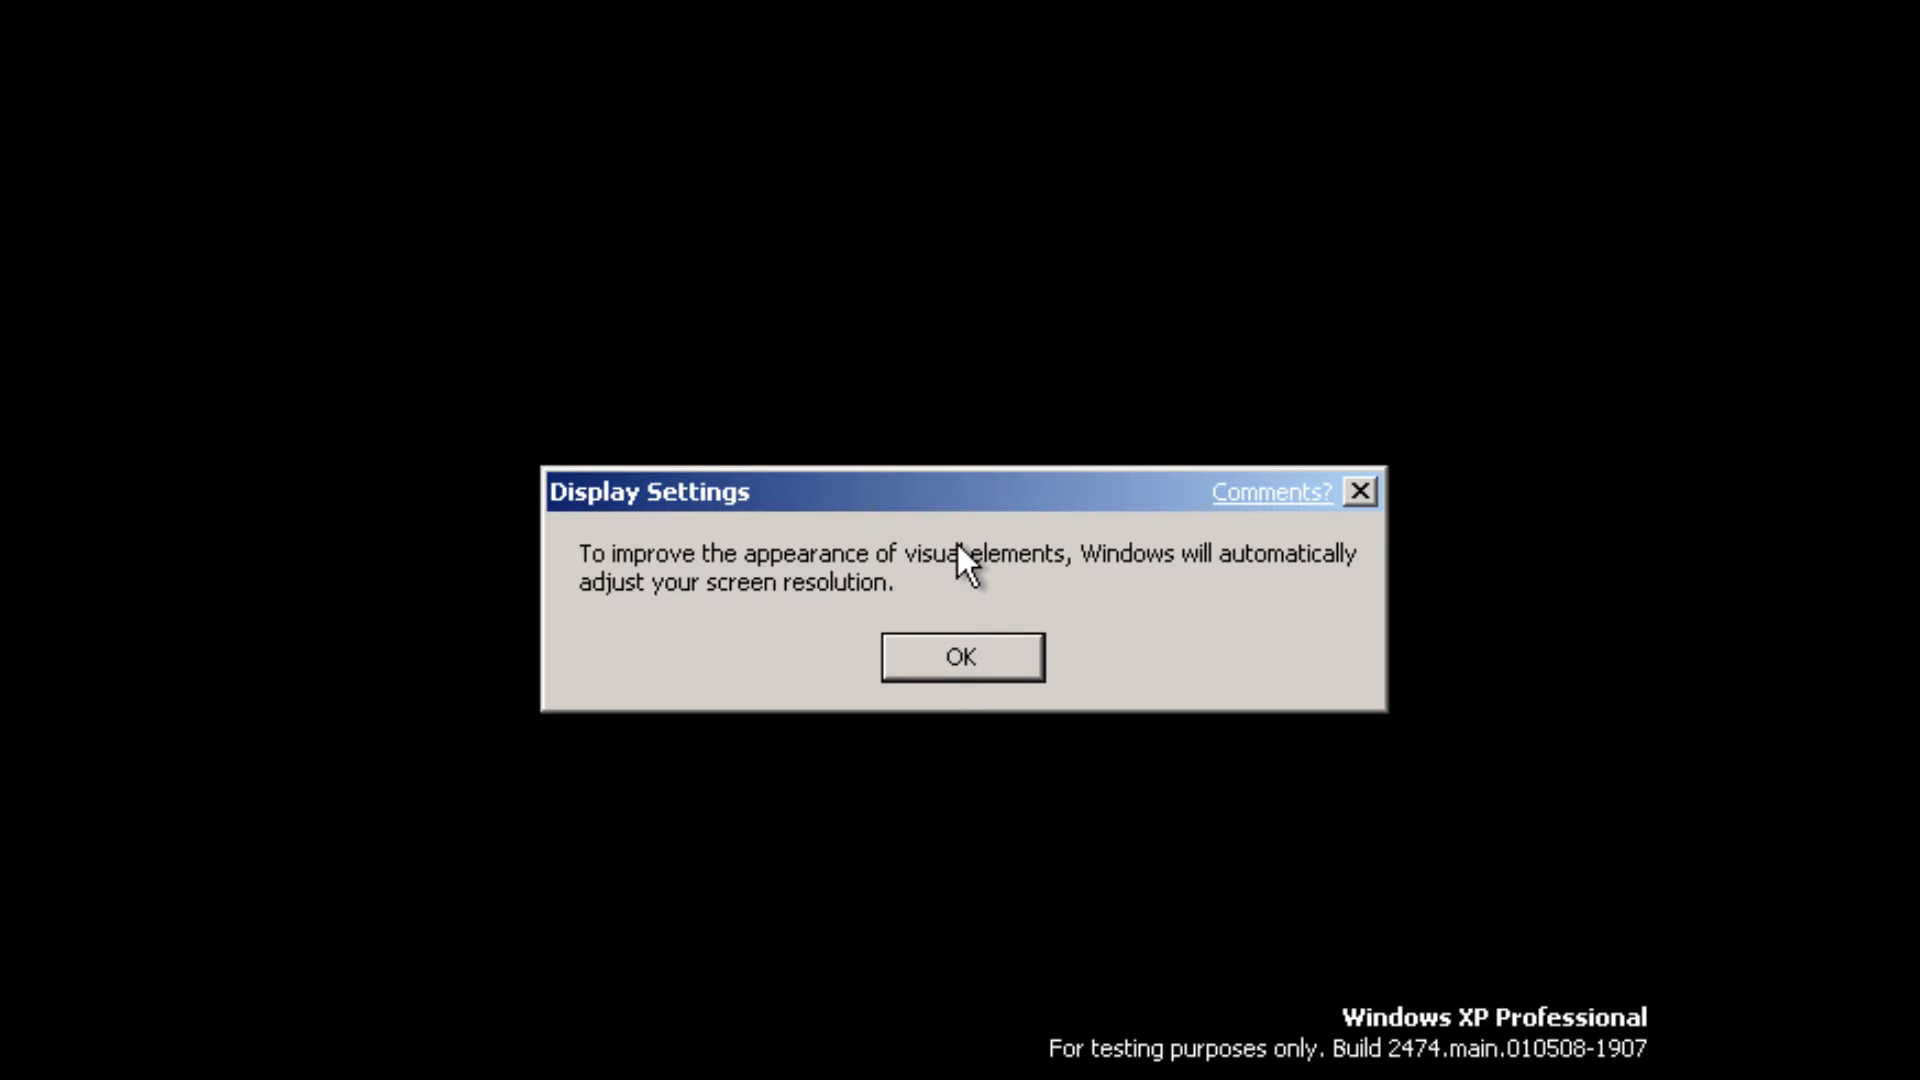 Display Settings
Comments?
To improve the appearance of visual elements, Windows will automatically
adjust your screen resolution.
OK
Windows XP Professional
For testing purposes only. Build 2474.main.010508-1907